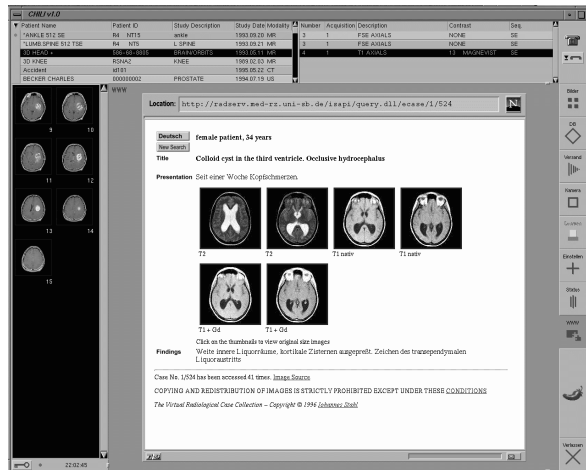 CHILI v1.0
Patient Name Patient ID Study Description Study Date Modality Number Acquisition Description Contrast Seq.
*ANKLE 512 SE R4 NT15 ankle 1993.09.20 MR 3 1 FSE AXIALS NONE SE
*LUMB SPINE 512 TSE R4 NT5 L SPINE 1993.09.21 MR 3 1 FSE AXIALS NONE SE
3D HEAD + BRAIN/ORBITS 1993.05.11 MR 4 1 T1 AXIALS 13 MAGNEVIST SE
3D KNEE RSNA2 KNEE 1989.02.03 MR
Accident id101 1995.05.22 CT
BECKER CHARLES 000000002 PROSTATE 1994.07.19 US
WWW
Location: http://radserv.med-rz.uni-sb.de/isapi/query.dll/ecase/1/524
N
Deutsch female patient, 34 years
New Search
Title Colloid cyst in the third ventricle. Occlusive hydrocephalus
Presentation Seit einer Woche Kopfschmerzen.
T2 T2 T1 nativ T1 nativ
T1 + Gd T1 + Gd
Click on the thumbnails to view original size images
Findings Weite innere Liquorräume, kortikale Zisternen ausgepreßt. Zeichen des transependymalen
Liquoraustritts
Case No. 1/524 has been accessed 41 times. Image Source
COPYING AND REDISTRIBUTION OF IMAGES IS STRICTLY PROHIBITED EXCEPT UNDER THESE CONDITIONS
The Virtual Radiological Case Collection - Copyright © 1996 Johannes Stahl
9 10
11 12
13 14
15
22:02:45
Bilder
DB
Versand
Kamera
Einstellen
Status
WWW
Verlassen